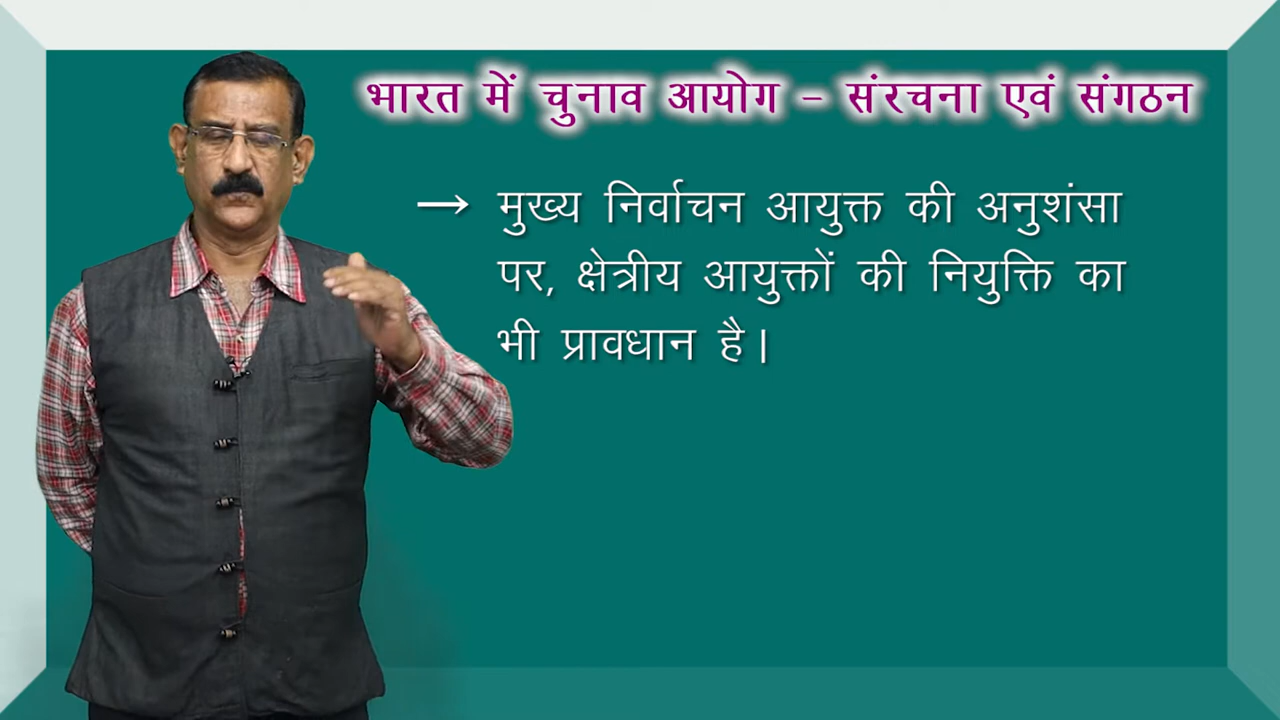 भारत में चुनाव आयोग – संरचना एवं संगठन
→ मुख्य निर्वाचन आयुक्त की अनुशंसा
पर, क्षेत्रीय आयुक्तों की नियुक्ति का
भी प्रावधान है।